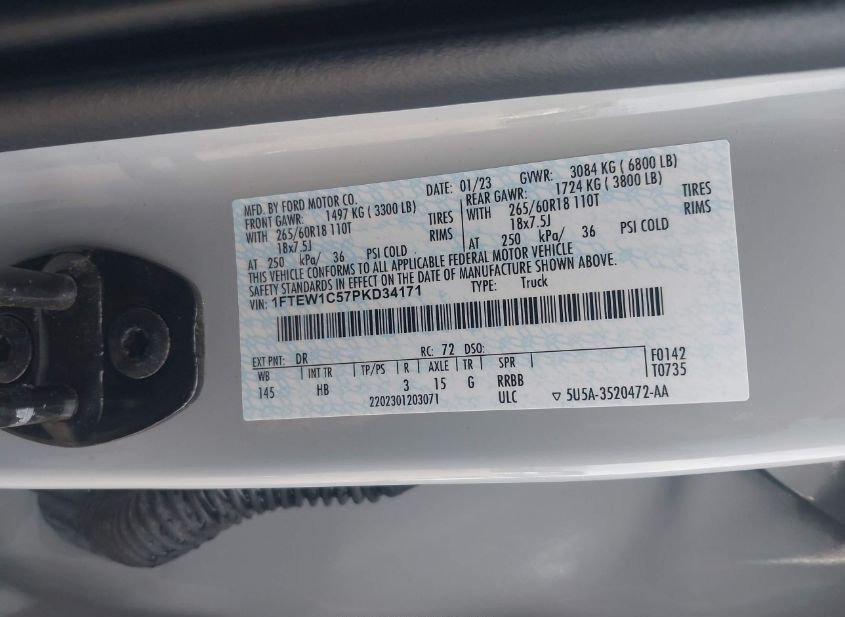 MFD. BY FORD MOTOR CO.
DATE: 01/23 GVWR: 3084 KG ( 6800 LB)
FRONT GAWR: 1497 KG ( 3300 LB)
WITH 265/60R18 110T TIRES
18x7.5J RIMS
AT 250 kPa/ 36 PSI COLD
REAR GAWR: 1724 KG ( 3800 LB)
WITH 265/60R18 110T TIRES
18x7.5J RIMS
AT 250 kPa/ 36 PSI COLD
THIS VEHICLE CONFORMS TO ALL APPLICABLE FEDERAL MOTOR VEHICLE
SAFETY STANDARDS IN EFFECT ON THE DATE OF MANUFACTURE SHOWN ABOVE.
VIN: 1FTEW1C57PKD34171 TYPE: Truck
EXT PNT: DR RC: 72 DSO:
WB INT TR TP/PS R AXLE TR SPR
145 HB 3 15 G RRBB
2202301203071 ULC
F0142
T0735
▽ 5U5A-3520472-AA